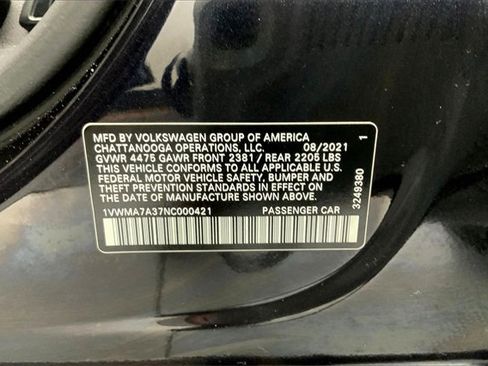 MFD BY VOLKSWAGEN GROUP OF AMERICA
CHATTANOOGA OPERATIONS, LLC. 08/2021
GVWR 4475 GAWR FRONT 2381 / REAR 2205 LBS
THIS VEHICLE CONFORMS TO ALL APPLICABLE U.S.
FEDERAL MOTOR VEHICLE SAFETY, BUMPER AND
THEFT PREVENTION STANDARDS IN EFFECT ON
THE DATE OF MANUFACTURE SHOWN ABOVE.
1VWMA7A37NC000421 PASSENGER CAR
3249380 1